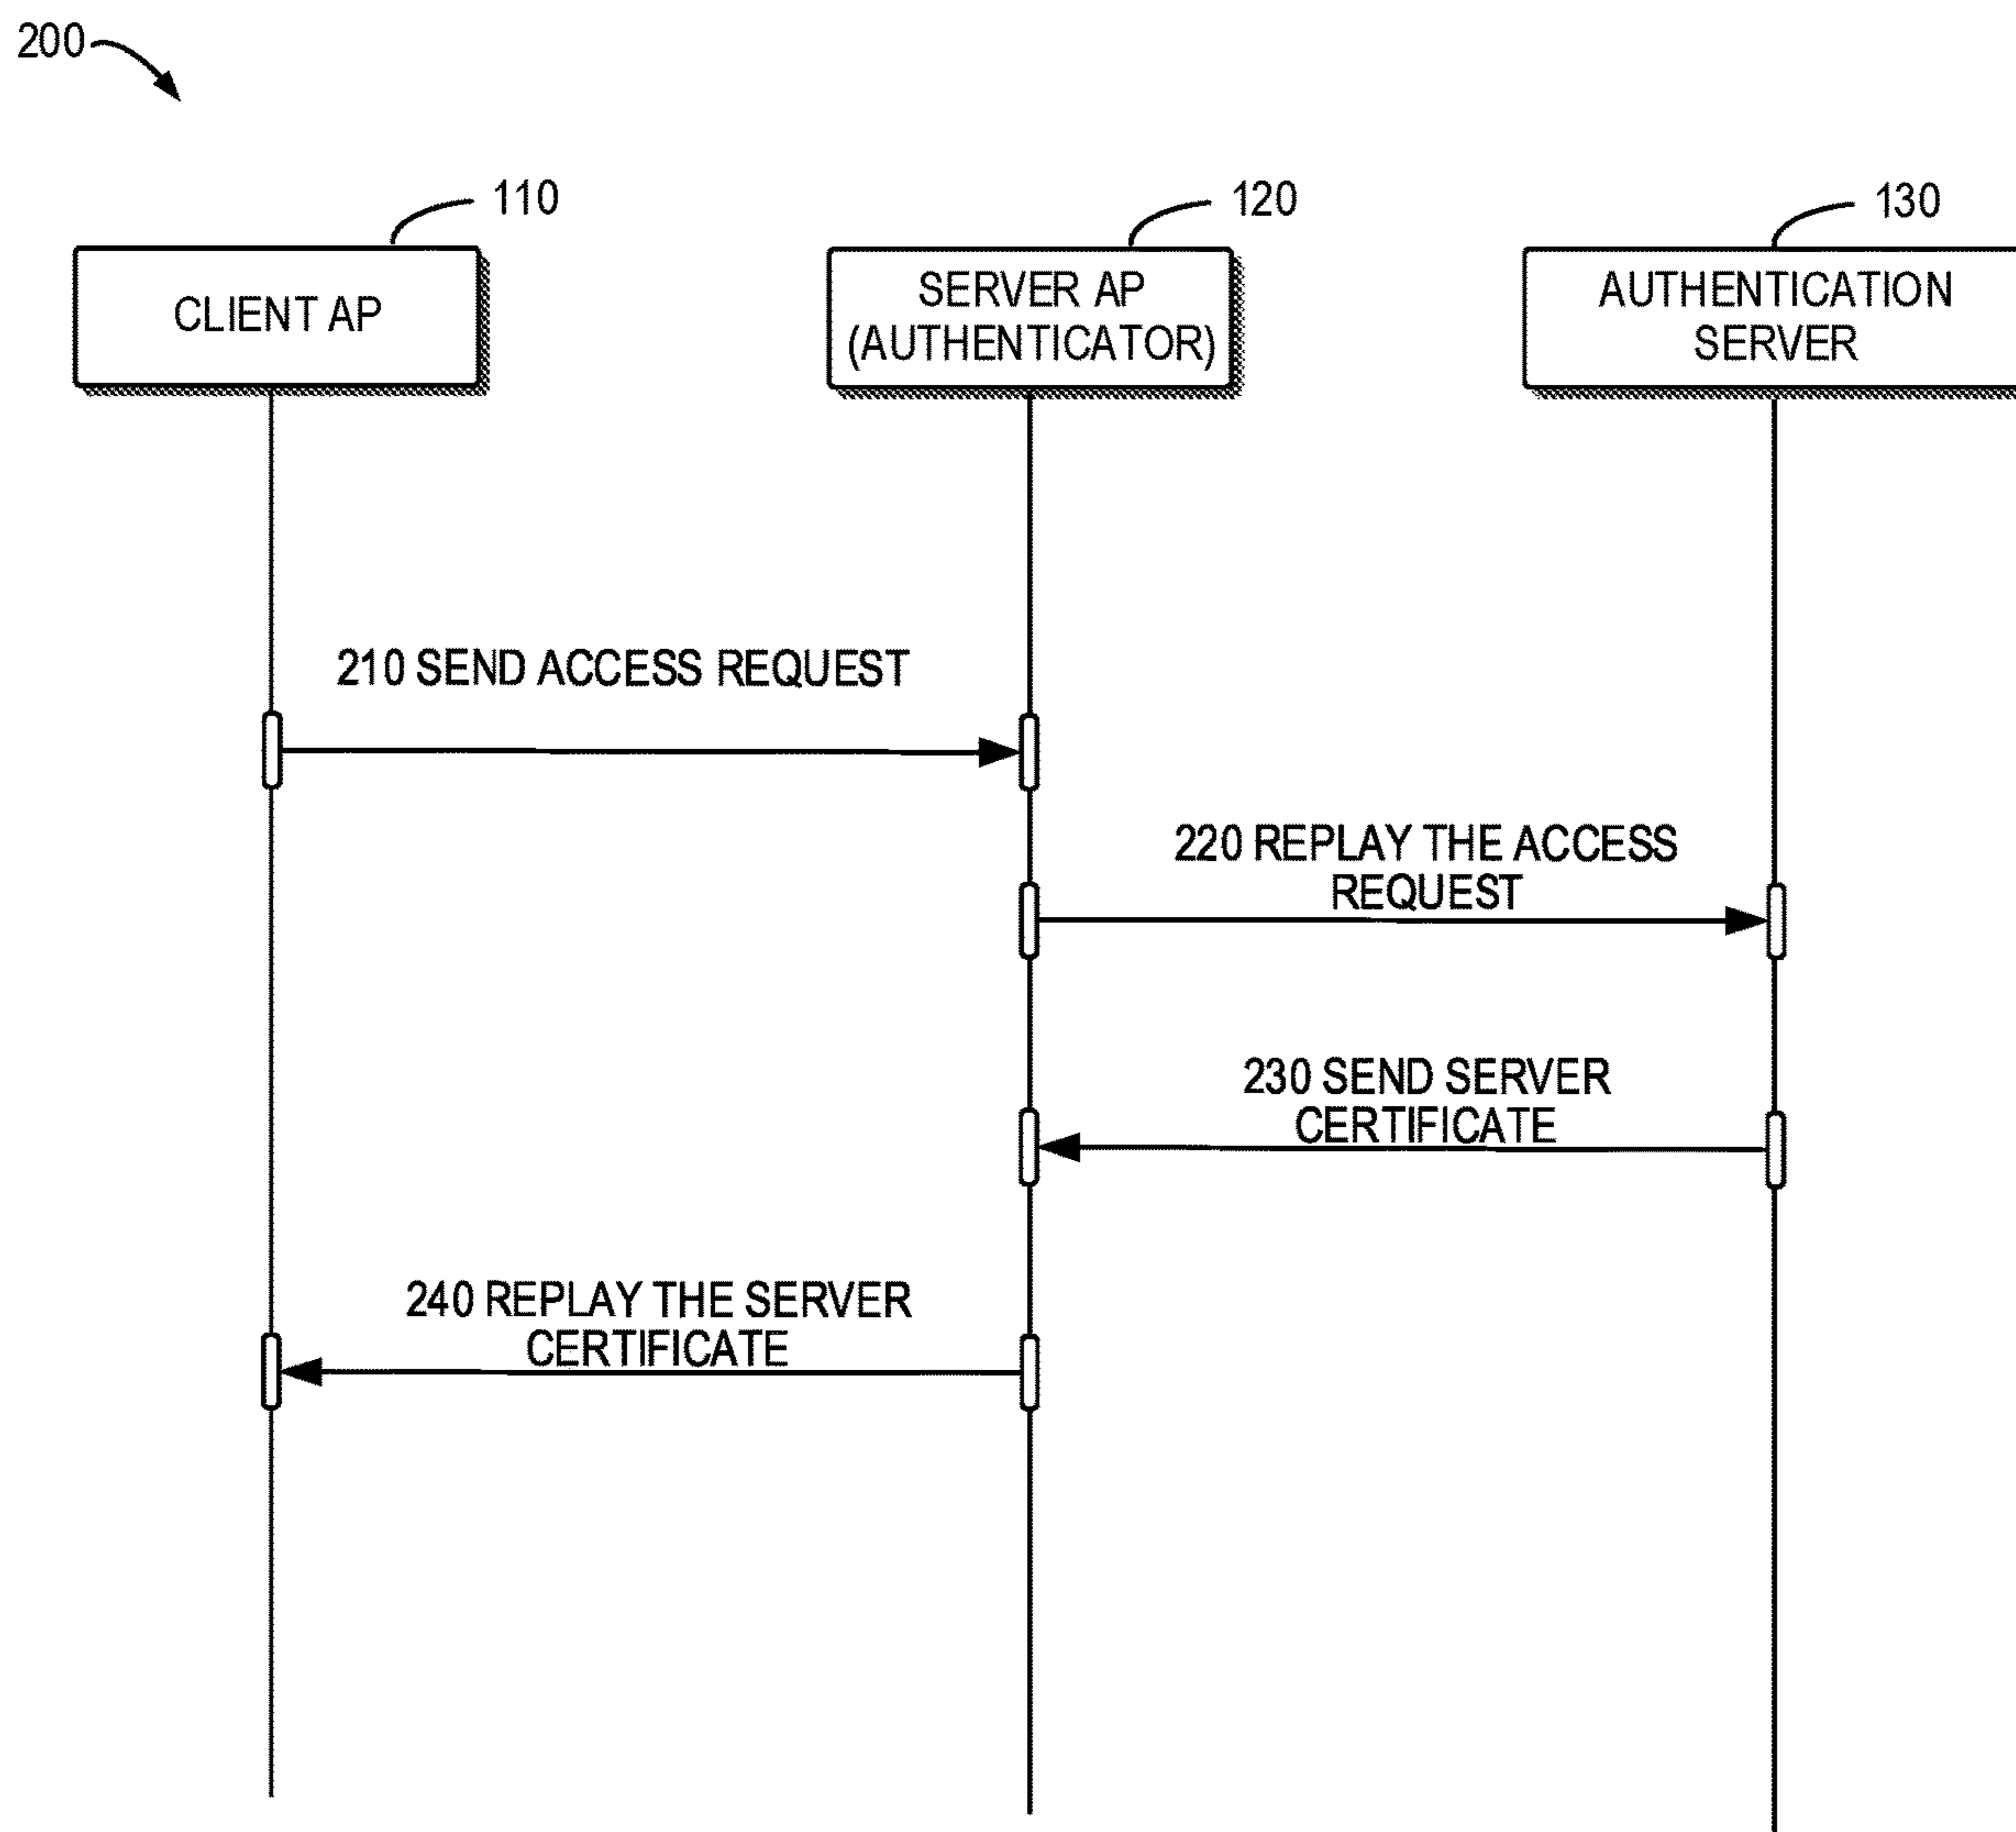 200
110
120
130
CLIENT AP
SERVER AP
(AUTHENTICATOR)
AUTHENTICATION
SERVER
210 SEND ACCESS REQUEST
220 REPLAY THE ACCESS
REQUEST
230 SEND SERVER
CERTIFICATE
240 REPLAY THE SERVER
CERTIFICATE